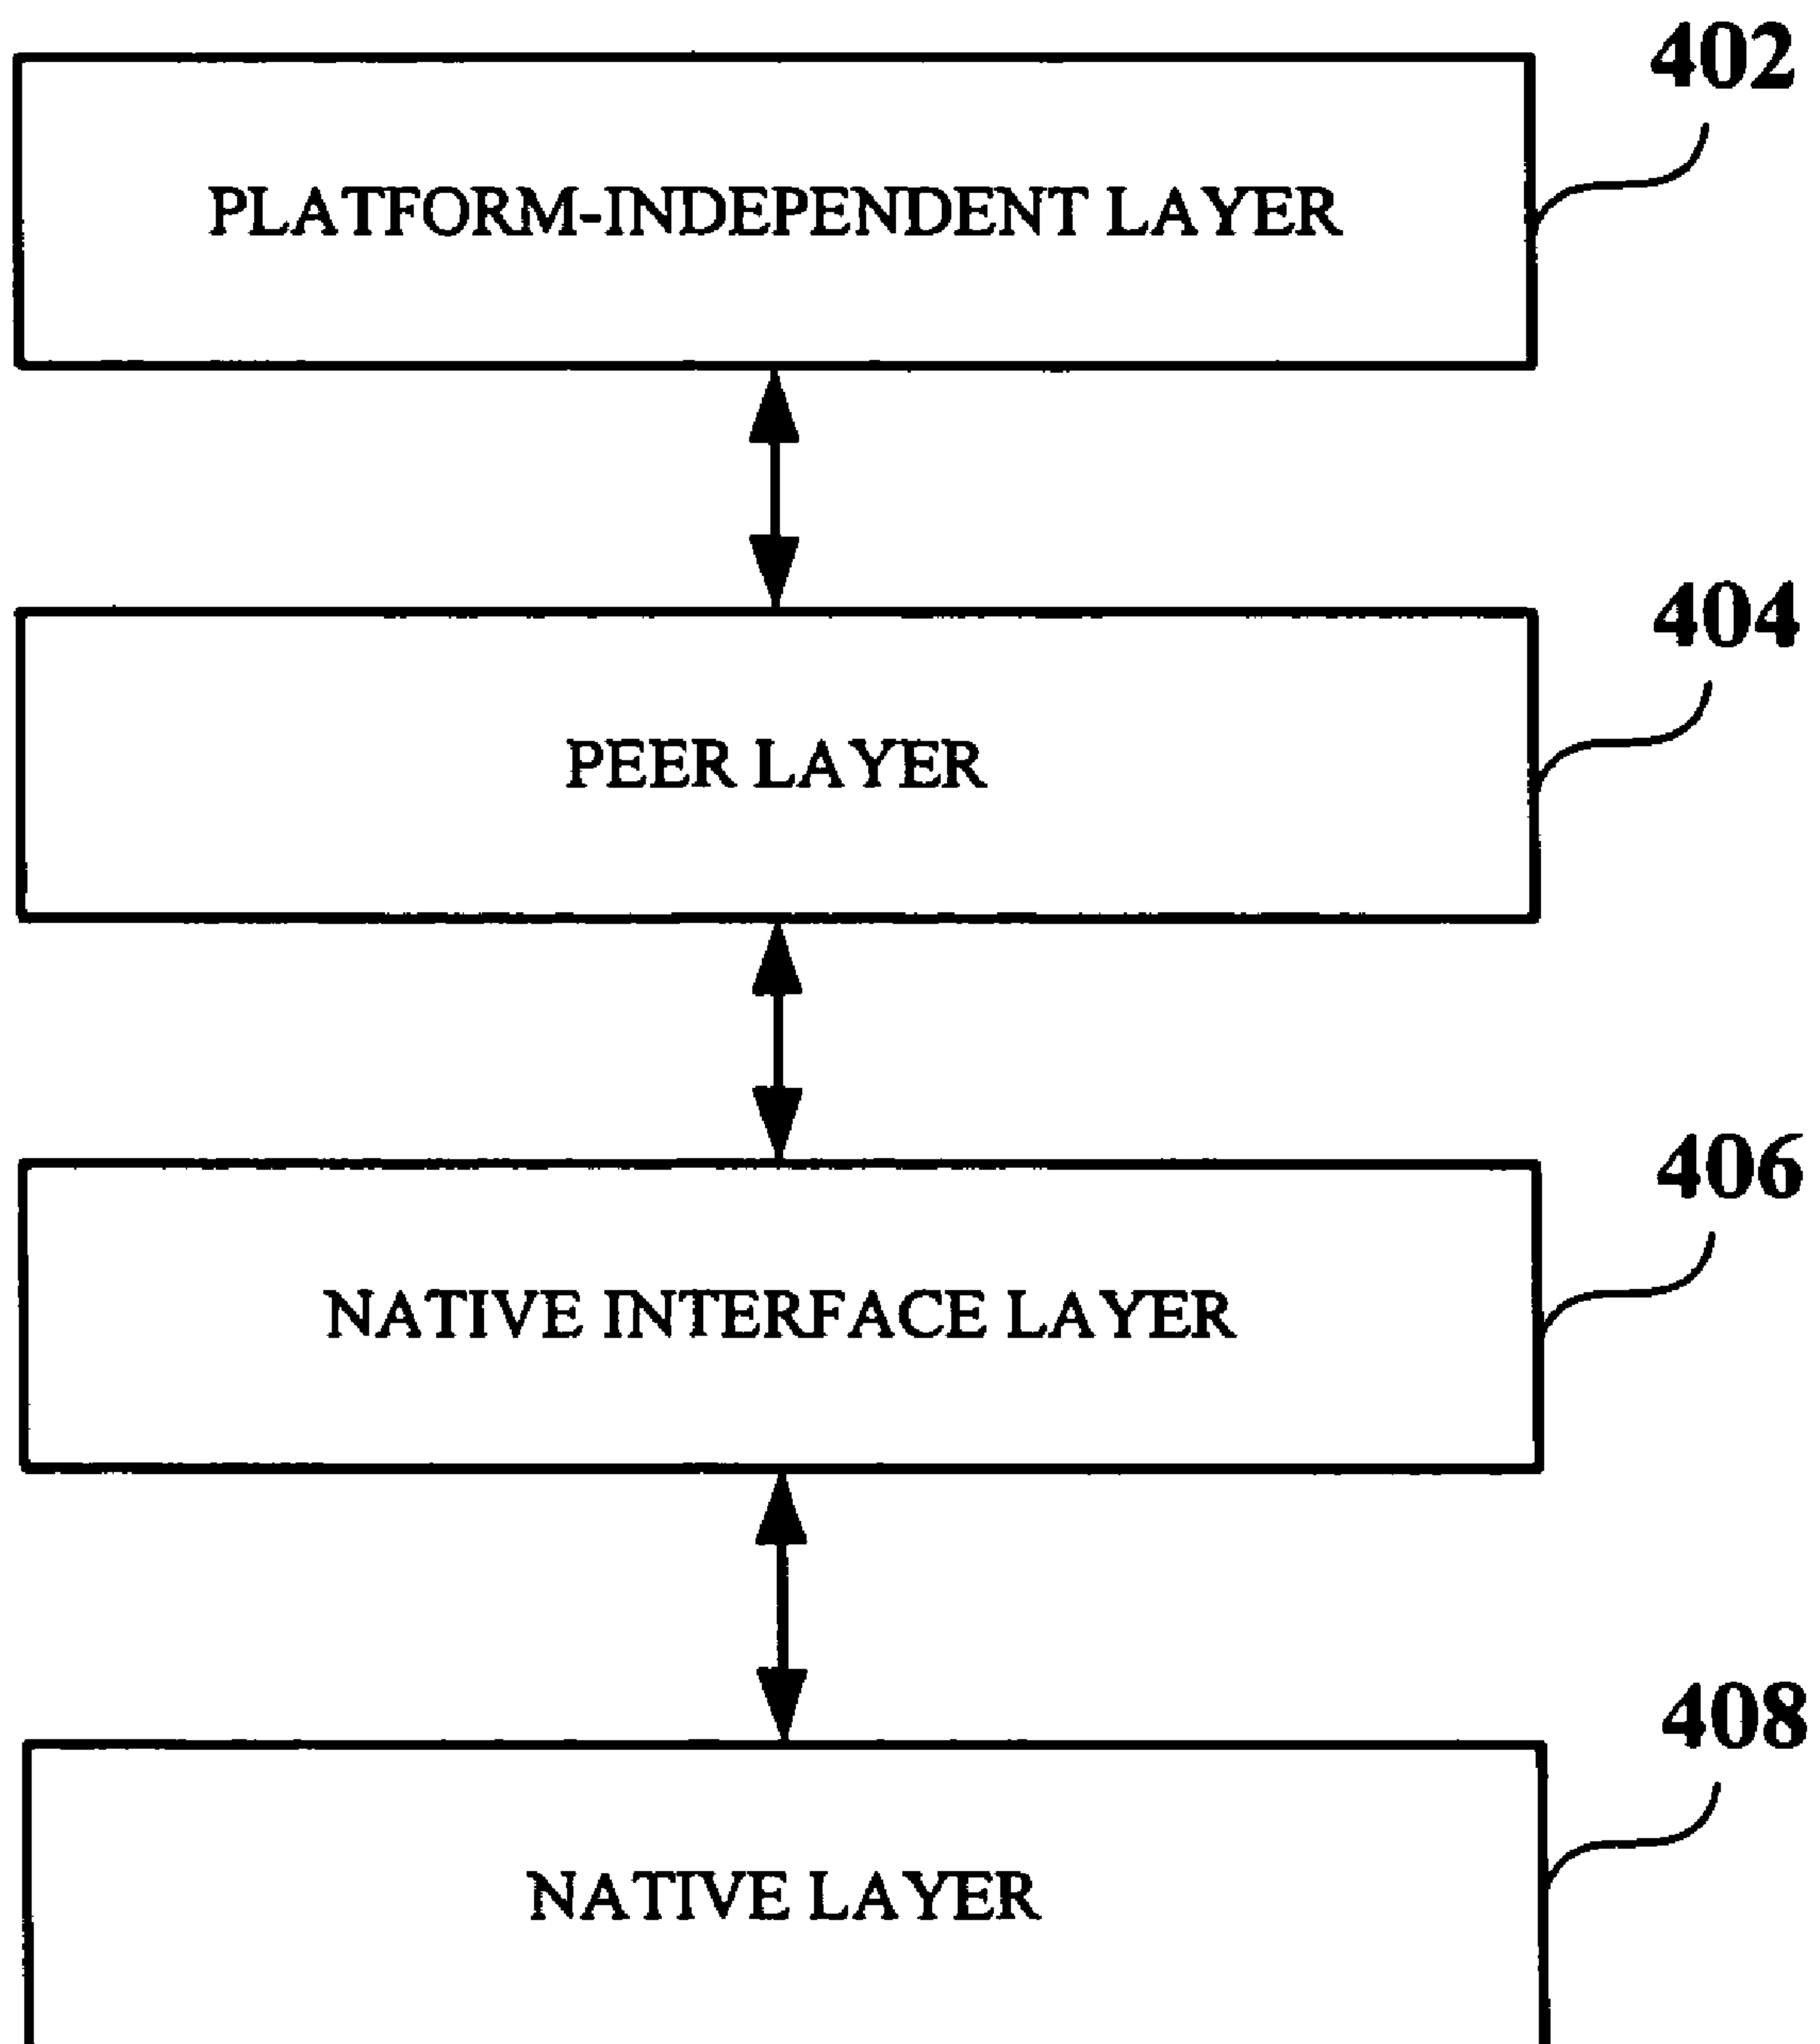 402
PLATFORM-INDEPENDENT LAYER
404
PEER LAYER
406
NATIVE INTERFACE LAYER
408
NATIVE LAYER